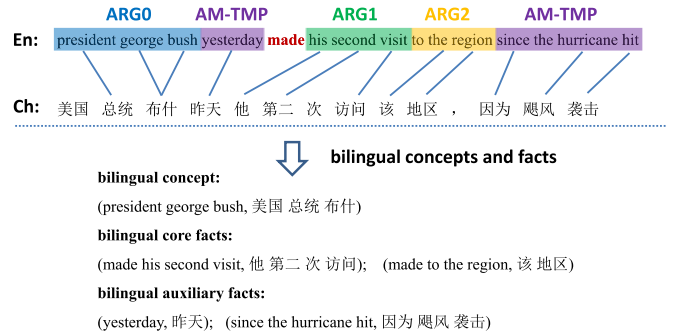 ARG0 AM-TMP ARG1 ARG2 AM-TMP
En: president george bush yesterday made his second visit to the region since the hurricane hit
Ch: 美国 总统 布什 昨天 他 第二 次 访问 该 地区 ， 因为 飓风 袭击
bilingual concepts and facts
bilingual concept:
(president george bush, 美国 总统 布什)
bilingual core facts:
(made his second visit, 他 第二 次 访问); (made to the region, 该 地区)
bilingual auxiliary facts:
(yesterday, 昨天); (since the hurricane hit, 因为 飓风 袭击)